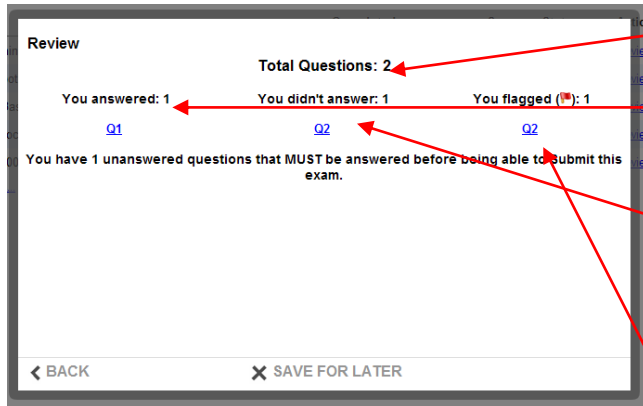 Review
Total Questions: 2
You answered: 1 You didn't answer: 1 You flagged (🚩): 1
Q1 Q2 Q2
You have 1 unanswered questions that MUST be answered before being able to Submit this
exam.
BACK SAVE FOR LATER